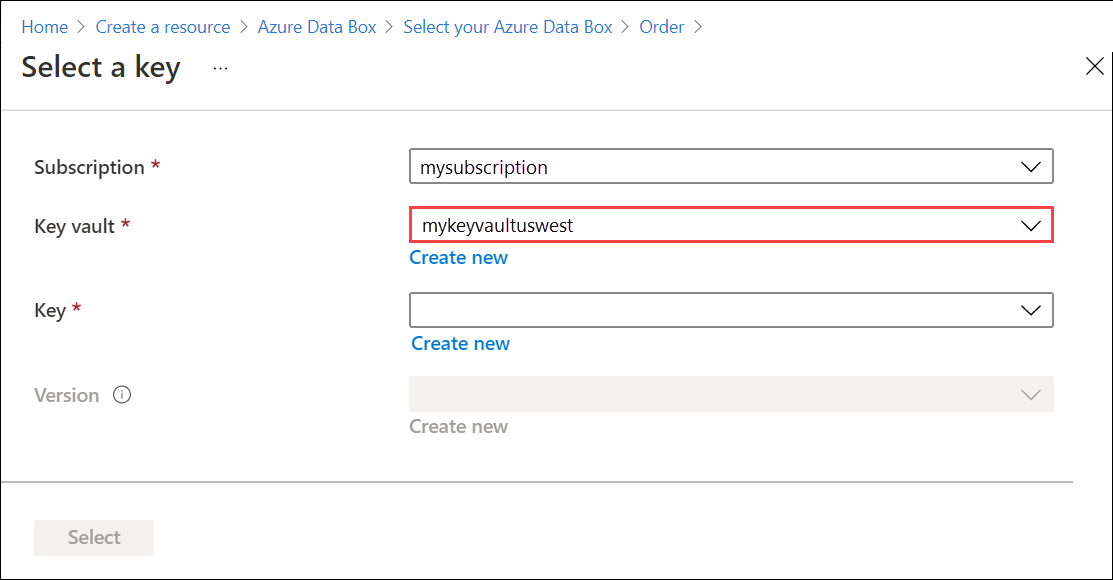 Home > Create a resource > Azure Data Box > Select your Azure Data Box > Order >
Select a key ...
Subscription * mysubscription
Key vault * mykeyvaultuswest
Create new
Key *
Create new
Version
Create new
Select